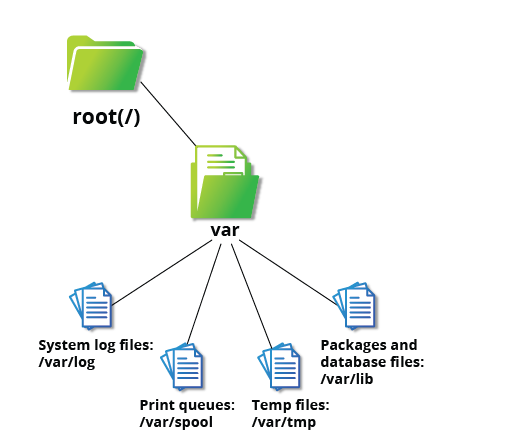 root(/)
var
System log files:
/var/log
Print queues:
/var/spool
Temp files:
/var/tmp
Packages and
database files:
/var/lib